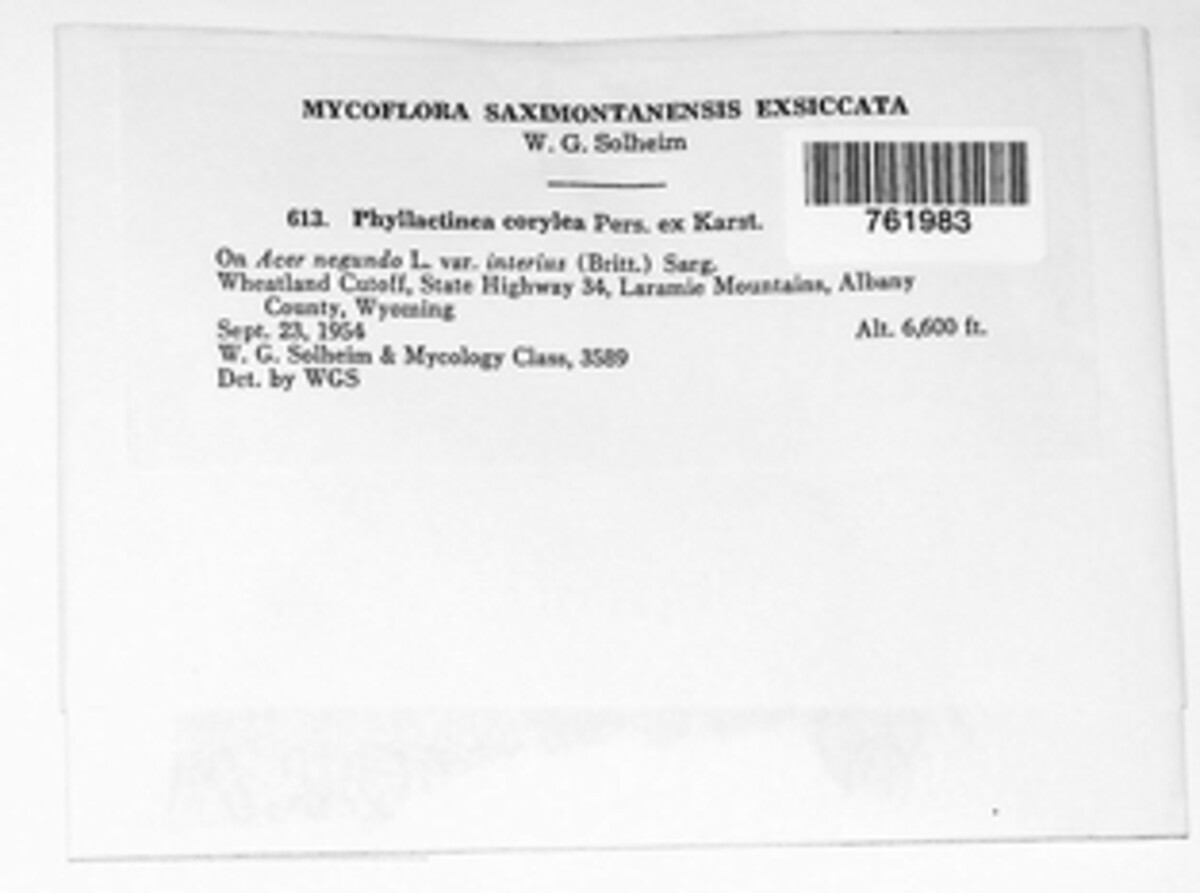 MYCOFLORA SAXIMONTANENSIS EXSICCATA
W. G. Solheim
761983
613. Phyllactinea corylea Pers. ex Karst.
On Acer negundo L. var. interius (Britt.) Sarg.
Wheatland Cutoff, State Highway 34, Laramie Mountains, Albany
County, Wyoming
Sept. 23, 1954 Alt. 6,600 ft.
W. G. Solheim & Mycology Class, 3589
Det. by WGS